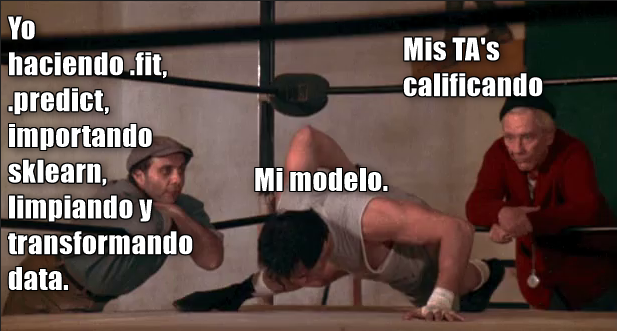 Yo
haciendo .fit,
.predict,
importando
sklearn,
limpiando y
transformando
data.
Mi modelo.
Mis TA's
calificando